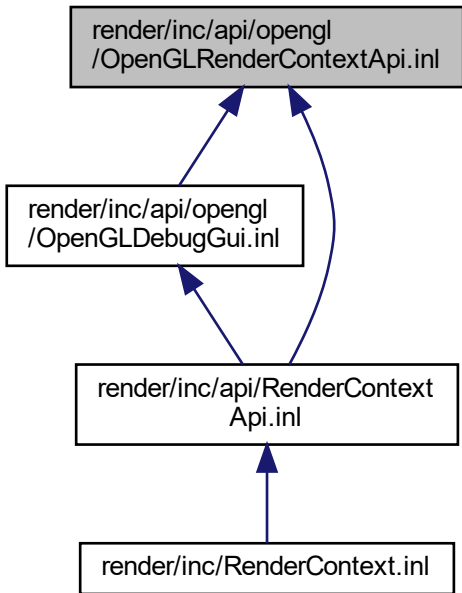 render/inc/api/opengl
/OpenGLRenderContextApi.inl
render/inc/api/opengl
/OpenGLDebugGui.inl
render/inc/api/RenderContext
Api.inl
render/inc/RenderContext.inl